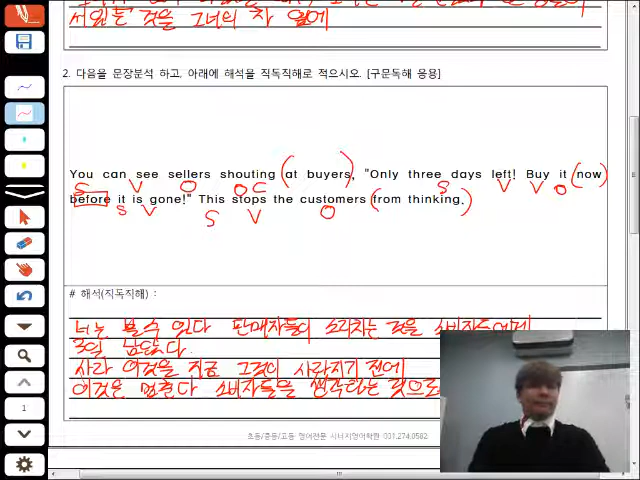 서있는 것을 그녀의 차 옆에
2. 다음을 문장분석 하고, 아래에 해석을 직독직해로 적으시오. [구문독해 응용]
You can see sellers shouting (at buyers), "Only three days left! Buy it (now
S V O OC S V V O
before it is gone!" This stops the customers (from thinking.)
S V S V O
# 해석(직독직해) :
너는 볼수 있다 판매자들이 소리치는 것을 소비자들에게
3일 남았다.
사라 이것을 지금 그것이 사라지기 전에
이것은 멈춘다 소비자들을 생각하는 것으로
초등/중등/고등 영어전문 시너지영어학원 031.274.0582
1